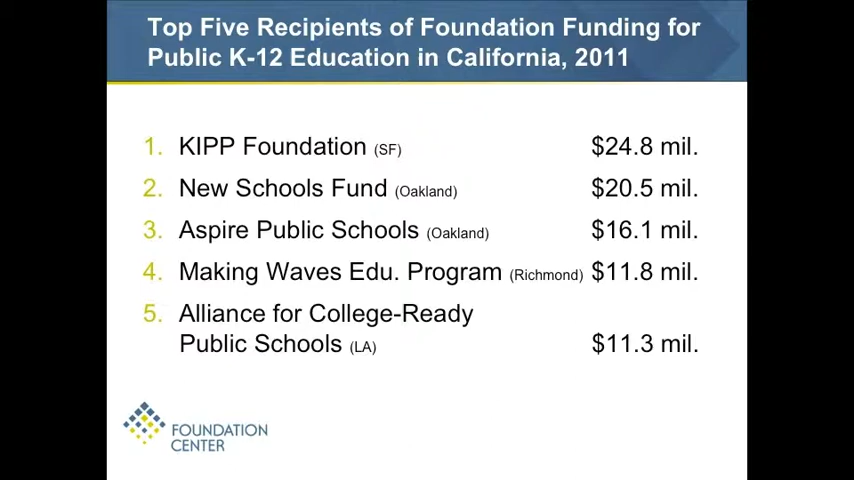 Top Five Recipients of Foundation Funding for
Public K-12 Education in California, 2011
1. KIPP Foundation (SF) $24.8 mil.
2. New Schools Fund (Oakland) $20.5 mil.
3. Aspire Public Schools (Oakland) $16.1 mil.
4. Making Waves Edu. Program (Richmond) $11.8 mil.
5. Alliance for College-Ready
Public Schools (LA) $11.3 mil.
FOUNDATION
CENTER